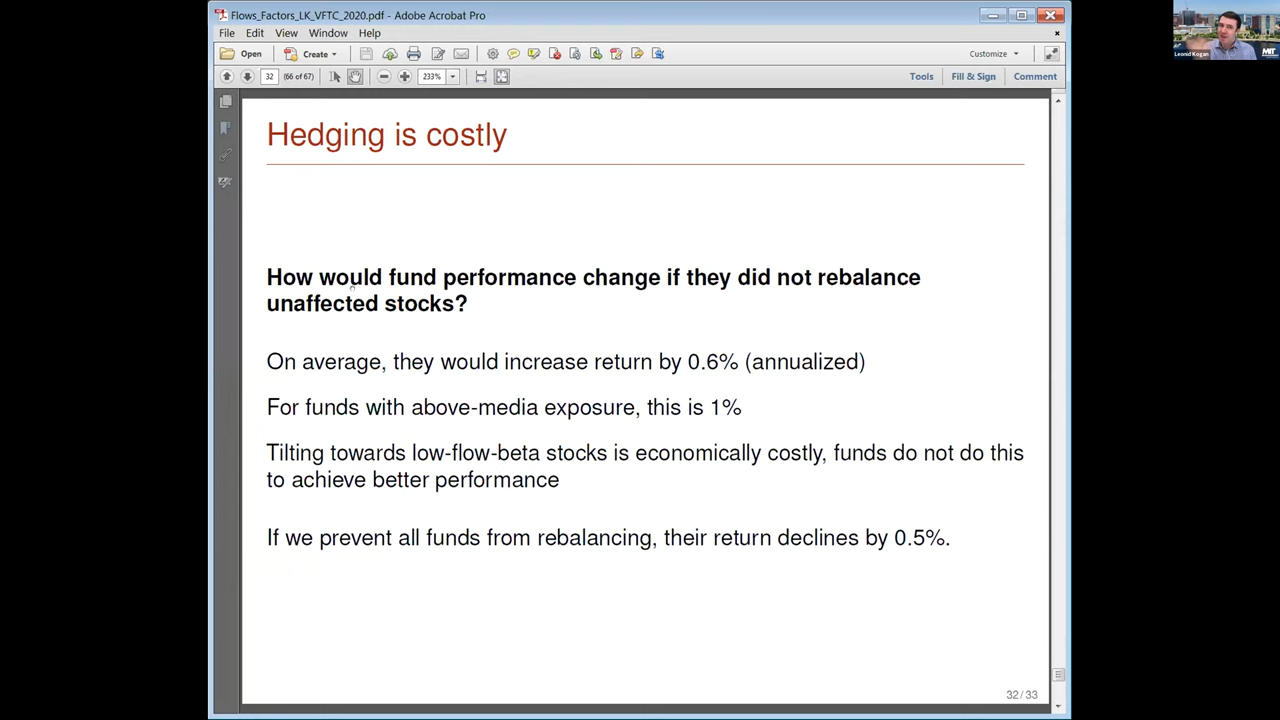 Flows_Factors_LK_VFTC_2020.pdf - Adobe Acrobat Pro
File Edit View Window Help
Open Create Customize
32 (66 of 67) 233% Tools Fill & Sign Comment
Hedging is costly
How would fund performance change if they did not rebalance
unaffected stocks?
On average, they would increase return by 0.6% (annualized)
For funds with above-media exposure, this is 1%
Tilting towards low-flow-beta stocks is economically costly, funds do not do this
to achieve better performance
If we prevent all funds from rebalancing, their return declines by 0.5%.
32 / 33
Leonid Kogan
MIT